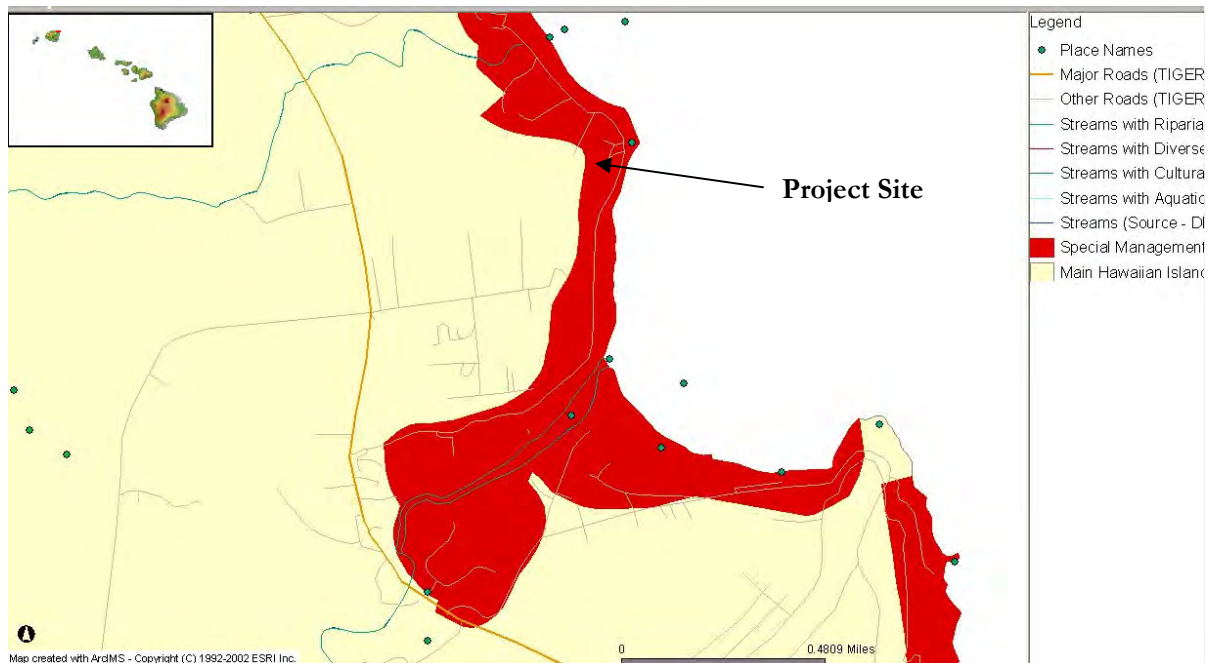 Legend
Place Names
Major Roads (TIGER
Other Roads (TIGER
Streams with Riparia
Streams with Diverse
Streams with Cultura
Streams with Aquatic
Streams (Source - Dl
Special Management
Main Hawaiian Island
Project Site
0
0.4809 Miles
Map created with ArcIMS - Copyright (C) 1992-2002 ESRI Inc.